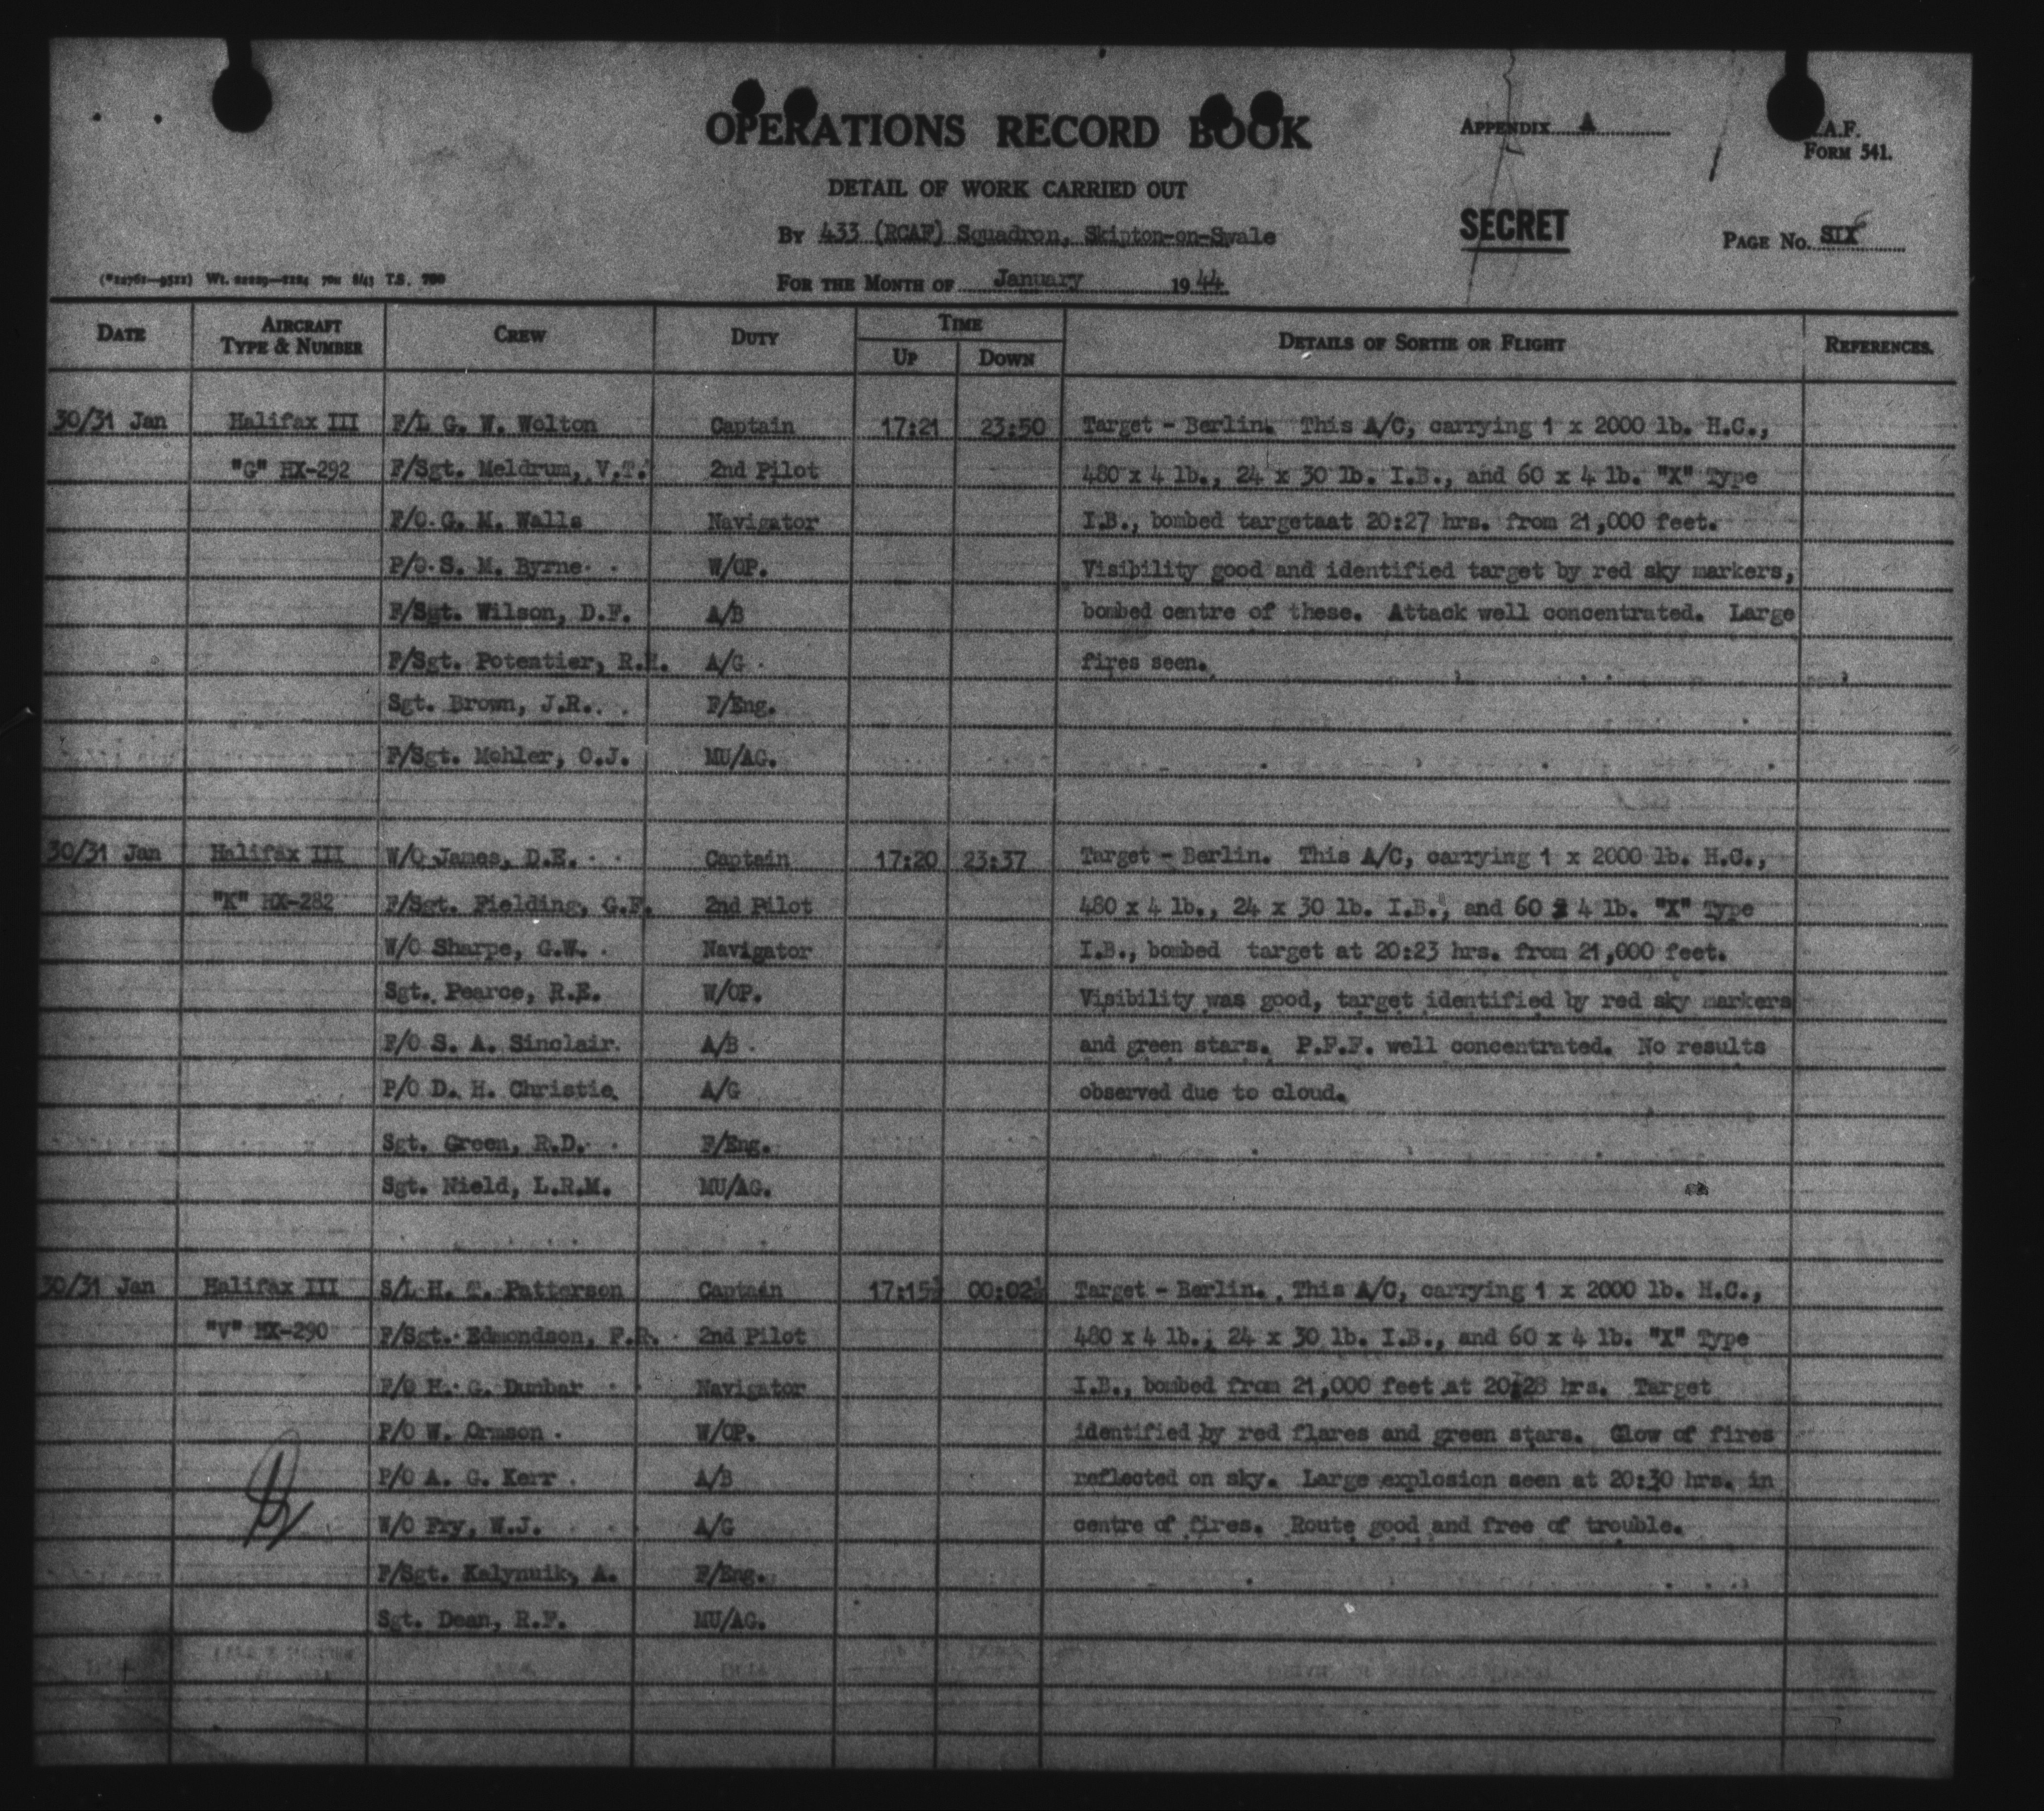 OPERATIONS RECORD BOOK
APPENDIX A
A.F.
FORM 541.
DETAIL OF WORK CARRIED OUT
SECRET
By 433 (RCAF) Squadron, Skipton-on-Swale
PAGE No. SIX 6
FOR THE MONTH OF January 1944
T.S. 700
DATE AIRCRAFT TYPE & NUMBER CREW DUTY TIME UP DOWN DETAILS OF SORTIE OR FLIGHT REFERENCES.
30/31 Jan Halifax III F/L G. W. Wolton Captain 17:21 23:50 Target - Berlin. This A/C, carrying 1 x 2000 lb. H.C.,
"G" HX-292 F/Sgt. Meldrum, V.T. 2nd Pilot 480 x 4 lb., 24 x 30 lb. I.B., and 60 x 4 lb. "X" Type
F/O G. M. Walls Navigator I.B., bombed targetaat 20:27 hrs. from 21,000 feet.
P/O S. M. Byrne W/OP. Visibility good and identified target by red sky markers,
F/Sgt. Wilson, D.F. A/B bombed centre of these. Attack well concentrated. Large
F/Sgt. Potentier, R.H. A/G fires seen.
Sgt. Brown, J.R. F/Eng.
F/Sgt. Mohler, O.J. MU/AG.
30/31 Jan Halifax III W/O James, D.E. Captain 17:20 23:37 Target - Berlin. This A/C, carrying 1 x 2000 lb. H.C.,
"K" HX-282 F/Sgt. Fielding, G.F. 2nd Pilot 480 x 4 lb., 24 x 30 lb. I.B., and 60 x 4 lb. "X" Type
W/O Sharpe, G.W. Navigator I.B., bombed target at 20:23 hrs. from 21,000 feet.
Sgt. Pearce, R.E. W/OP. Visibility was good, target identified by red sky markers
F/O S. A. Sinclair A/B and green stars. P.F.F. well concentrated. No results
P/O D. H. Christie A/G observed due to cloud.
Sgt. Green, R.D. F/Eng.
Sgt. Nield, L.R.M. MU/AG.
30/31 Jan Halifax III S/L H. T. Patterson Captain 17:15½ 00:02½ Target - Berlin. This A/C, carrying 1 x 2000 lb. H.C.,
"V" HX-290 F/Sgt. Edmondson, F.R. 2nd Pilot 480 x 4 lb.; 24 x 30 lb. I.B., and 60 x 4 lb. "X" Type
F/O H. G. Dunbar Navigator I.B., bombed from 21,000 feet at 20:28 hrs. Target
P/O W. Ormson W/OP. identified by red flares and green stars. Glow of fires
P/O A. G. Kerr A/B reflected on sky. Large explosion seen at 20:30 hrs. in
W/O Fry, W.J. A/G centre of fires. Route good and free of trouble.
F/Sgt. Kalynuik, A. F/Eng.
Sgt. Dean, R.F. MU/AG.